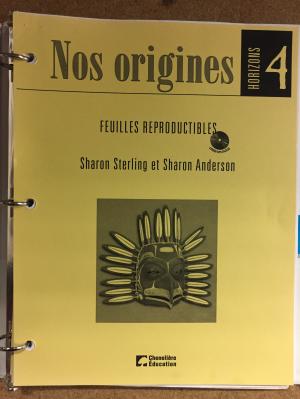 Nos origines
HORIZONS 4
FEUILLES REPRODUCTIBLES
Sharon Sterling et Sharon Anderson
Chenelière
Éducation